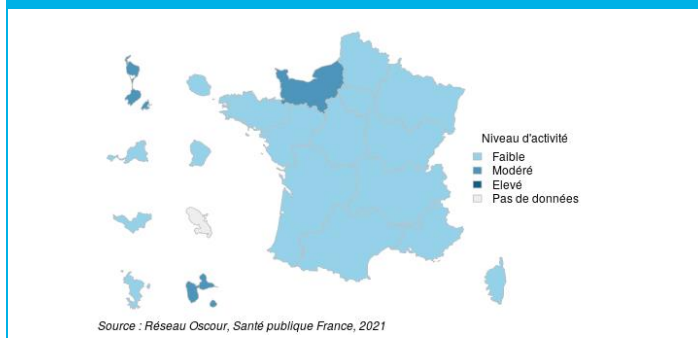 Niveau d'activité
Faible
Modéré
Elevé
Pas de données
Source : Réseau Oscour, Santé publique France, 2021